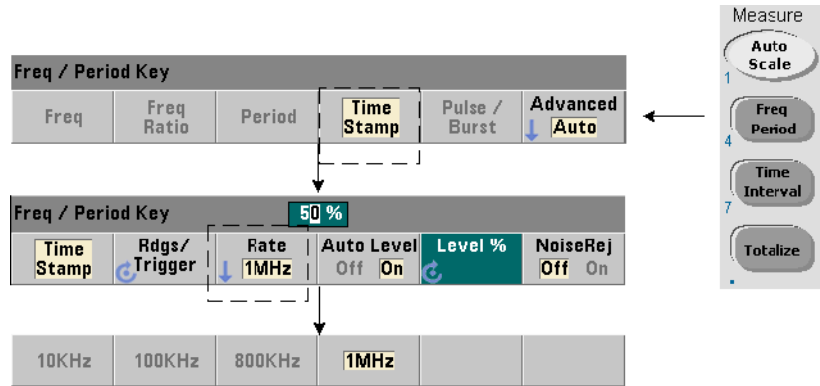 Measure
Auto
Scale
1
Freq
Period
4
Time
Interval
7
Totalize
.
Freq / Period Key
Freq
Freq
Ratio
Period
Time
Stamp
Pulse /
Burst
Advanced
Auto
Freq / Period Key
50 %
Time
Stamp
Rdgs/
Trigger
Rate
1MHz
Auto Level
Off On
Level %
NoiseRej
Off On
10KHz
100KHz
800KHz
1MHz